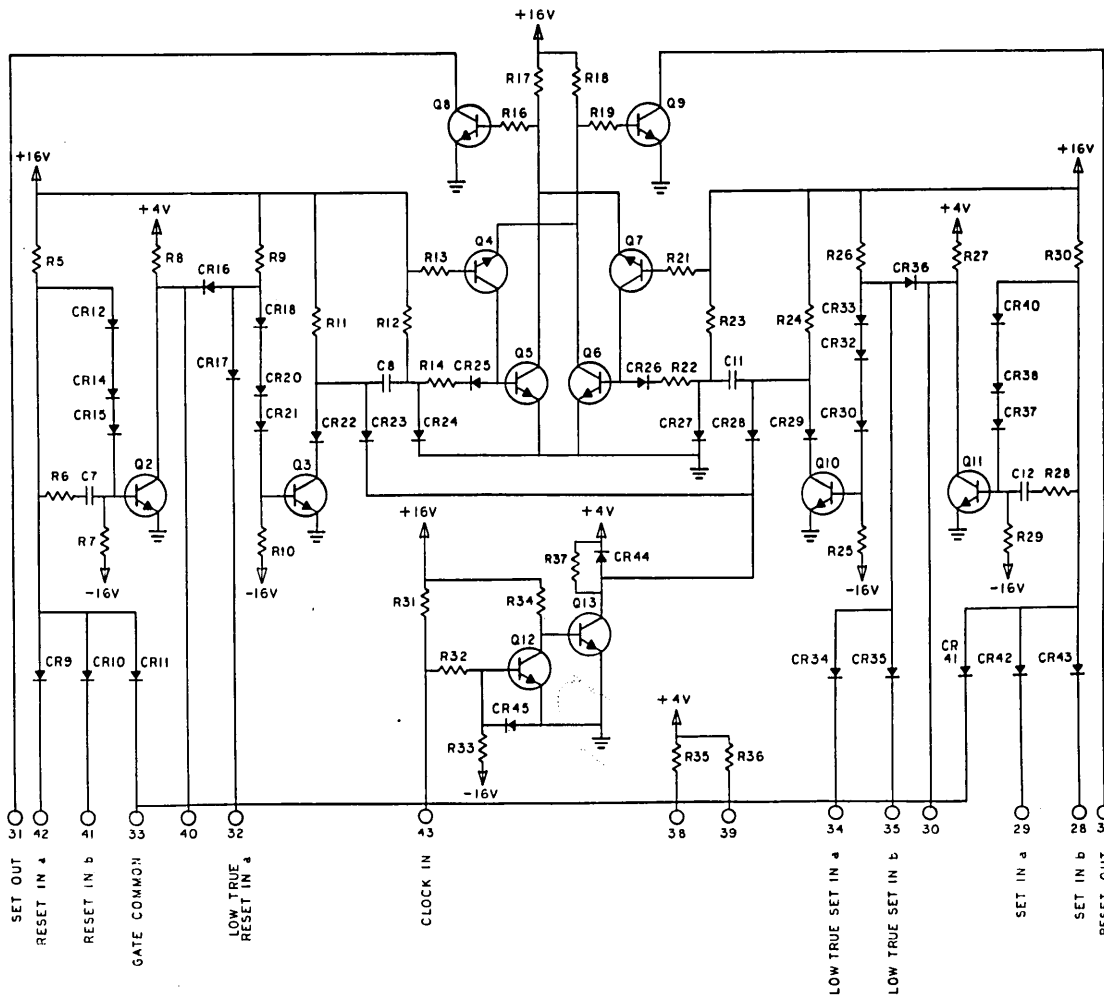 +16V
R17
R18
Q8
R16
R19
Q9
+16V
+16V
+4V
R5
R8
CR16
R9
R13
Q4
Q7
R21
R26
CR36
R27
R30
CR12
CR18
R11
R12
R23
R24
CR33
CR40
CR17
C8
R14
CR25
Q5
Q6
CR26
R22
C11
CR32
CR14
CR20
CR38
CR15
CR21
CR22
CR23
CR24
CR27
CR28
CR29
CR30
CR37
R6
C7
Q2
Q3
Q10
Q11
C12
R28
R7
R10
+16V
+4V
R25
R29
-16V
-16V
R37
CR44
-16V
-16V
R31
R34
Q13
Q12
CR9
CR10
CR11
R32
CR34
CR35
CR
41
CR42
CR43
CR45
+4V
R33
R35
R36
-16V
31
42
41
33
40
32
43
38
39
34
35
30
29
28
SET OUT
RESET IN a
RESET IN b
GATE COMMON
LOW TRUE
RESET IN a
CLOCK IN
LOW TRUE SET IN a
LOW TRUE SET IN b
SET IN a
SET IN b
RESET OUT